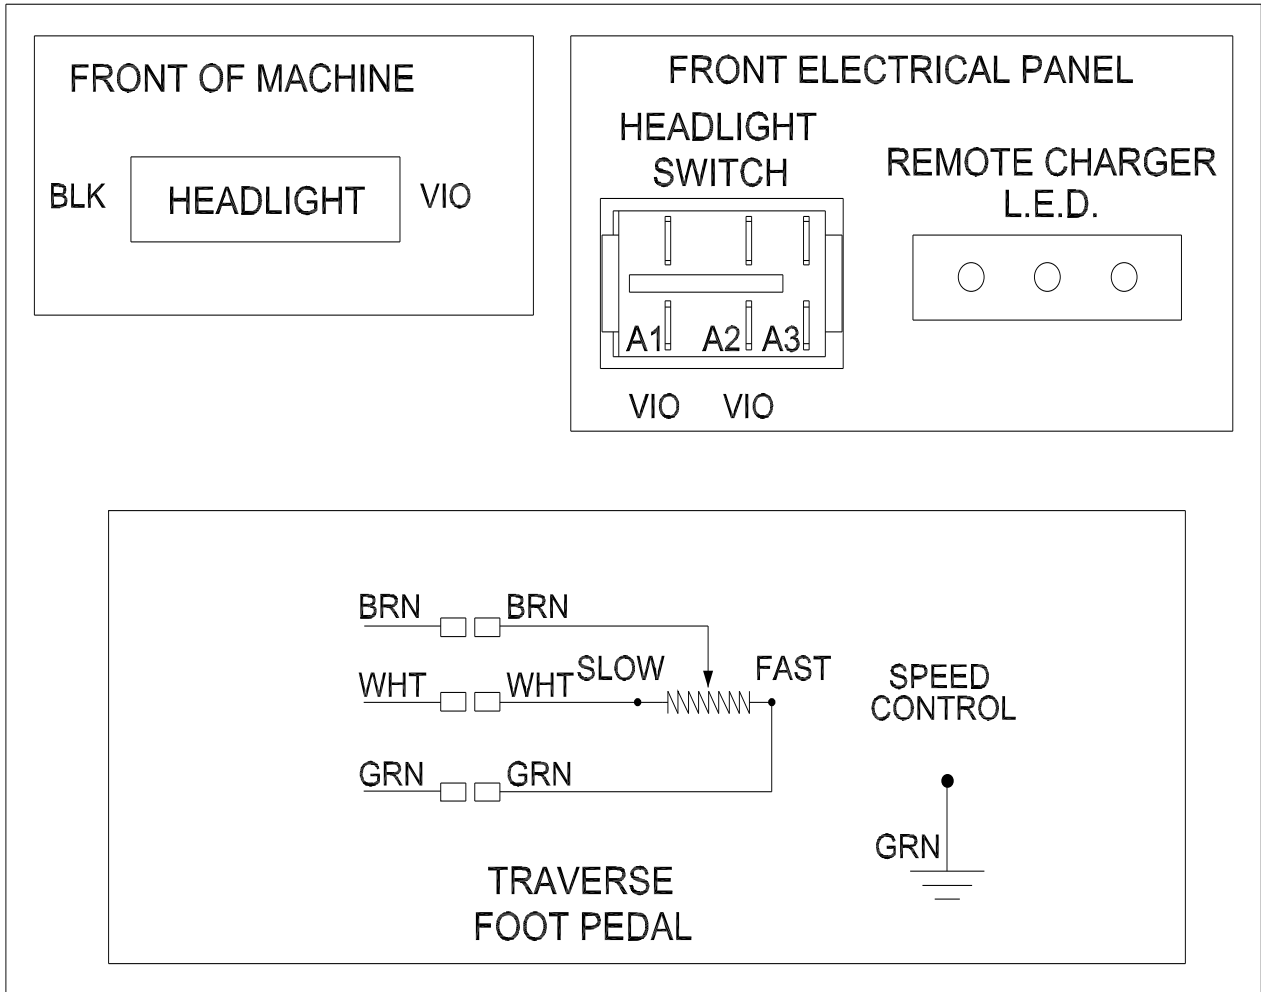 FRONT OF MACHINE
BLK
HEADLIGHT
VIO
FRONT ELECTRICAL PANEL
HEADLIGHT
SWITCH
A1 A2 A3
VIO VIO
REMOTE CHARGER
L.E.D.
BRN BRN
WHT WHT SLOW FAST
GRN GRN
SPEED
CONTROL
GRN
TRAVERSE
FOOT PEDAL